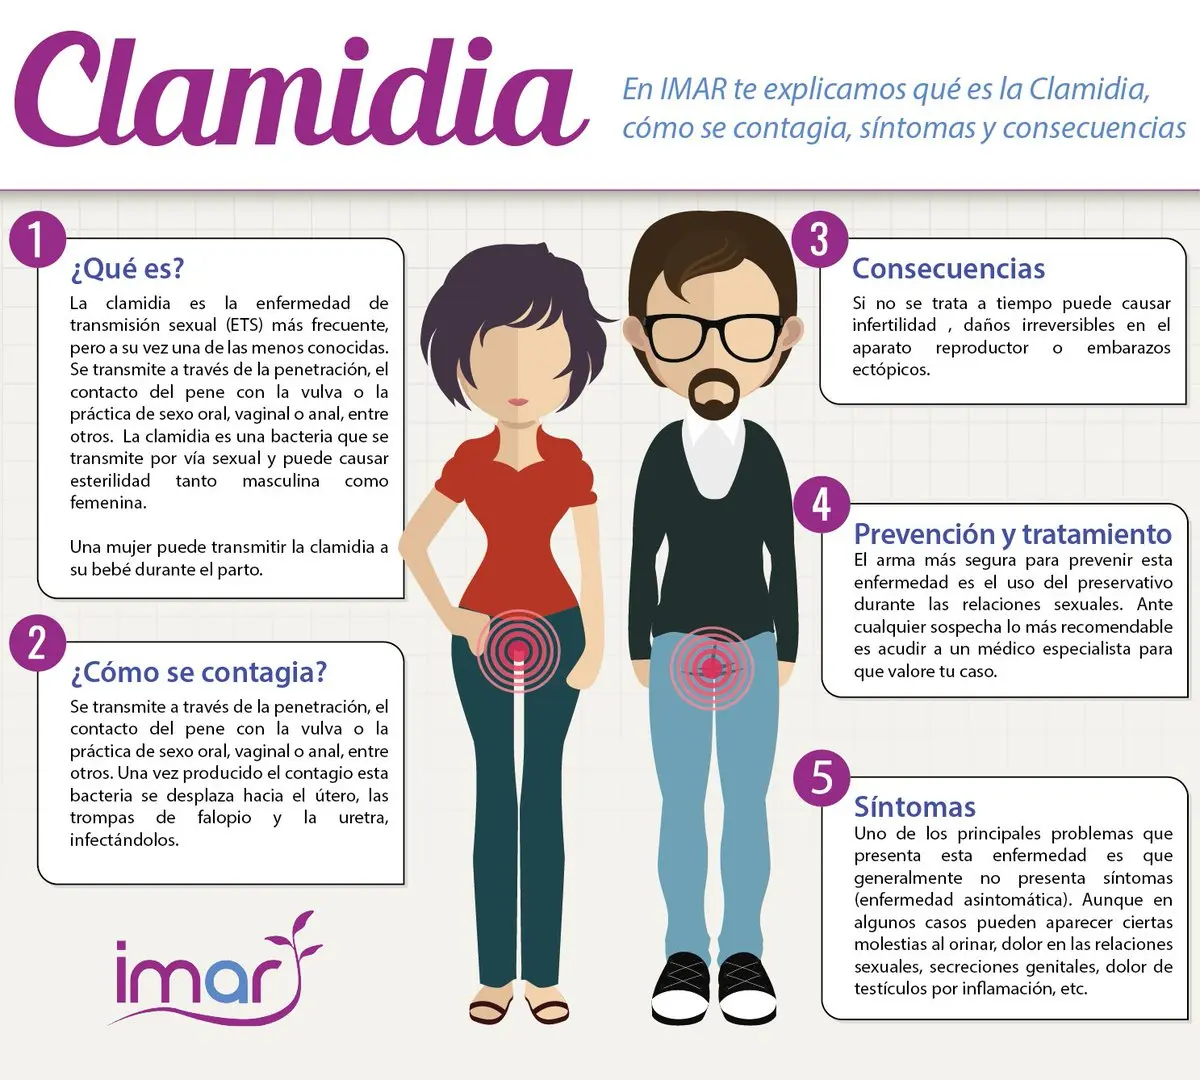 Clamidia
En IMAR te explicamos qué es la Clamidia,
cómo se contagia, síntomas y consecuencias
1
¿Qué es?
La clamidia es la enfermedad de
transmisión sexual (ETS) más frecuente,
pero a su vez una de las menos conocidas.
Se transmite a través de la penetración, el
contacto del pene con la vulva o la
práctica de sexo oral, vaginal o anal, entre
otros. La clamidia es una bacteria que se
transmite por vía sexual y puede causar
esterilidad tanto masculina como
femenina.
Una mujer puede transmitir la clamidia a
su bebé durante el parto.
2
¿Cómo se contagia?
Se transmite a través de la penetración, el
contacto del pene con la vulva o la
práctica de sexo oral, vaginal o anal, entre
otros. Una vez producido el contagio esta
bacteria se desplaza hacia el útero, las
trompas de falopio y la uretra,
infectándolos.
3
Consecuencias
Si no se trata a tiempo puede causar
infertilidad , daños irreversibles en el
aparato reproductor o embarazos
ectópicos.
4
Prevención y tratamiento
El arma más segura para prevenir esta
enfermedad es el uso del preservativo
durante las relaciones sexuales. Ante
cualquier sospecha lo más recomendable
es acudir a un médico especialista para
que valore tu caso.
5
Síntomas
Uno de los principales problemas que
presenta esta enfermedad es que
generalmente no presenta síntomas
(enfermedad asintomática). Aunque en
algunos casos pueden aparecer ciertas
molestias al orinar, dolor en las relaciones
sexuales, secreciones genitales, dolor de
testículos por inflamación, etc.
imar